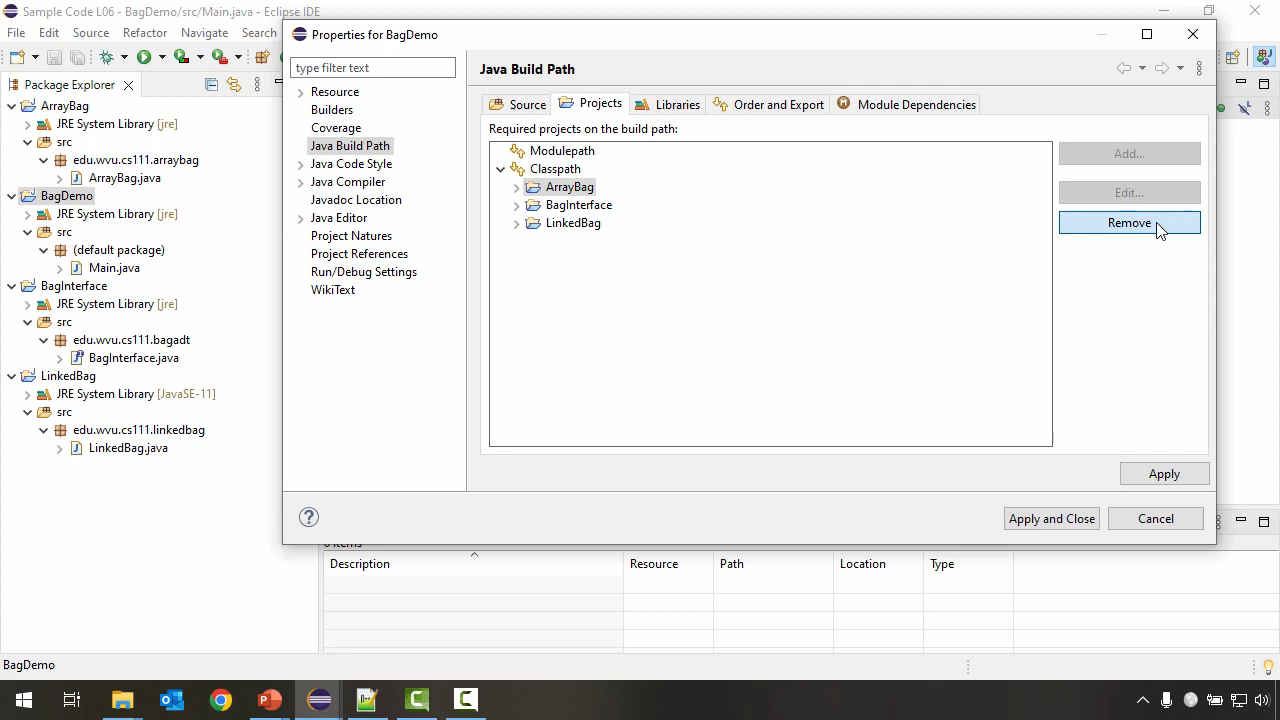 Sample Code L06 - BagDemo/src/Main.java - Eclipse IDE
File Edit Source Refactor Navigate Search
Package Explorer
ArrayBag
JRE System Library [jre]
src
edu.wvu.cs111.arraybag
ArrayBag.java
BagDemo
JRE System Library [jre]
src
(default package)
Main.java
BagInterface
JRE System Library [jre]
src
edu.wvu.cs111.bagadt
BagInterface.java
LinkedBag
JRE System Library [JavaSE-11]
src
edu.wvu.cs111.linkedbag
LinkedBag.java
Properties for BagDemo
type filter text
Resource
Builders
Coverage
Java Build Path
Java Code Style
Java Compiler
Javadoc Location
Java Editor
Project Natures
Project References
Run/Debug Settings
WikiText
Java Build Path
Source Projects Libraries Order and Export Module Dependencies
Required projects on the build path:
Modulepath
Classpath
ArrayBag
BagInterface
LinkedBag
Add...
Edit...
Remove
Apply
Apply and Close Cancel
Description Resource Path Location Type
BagDemo